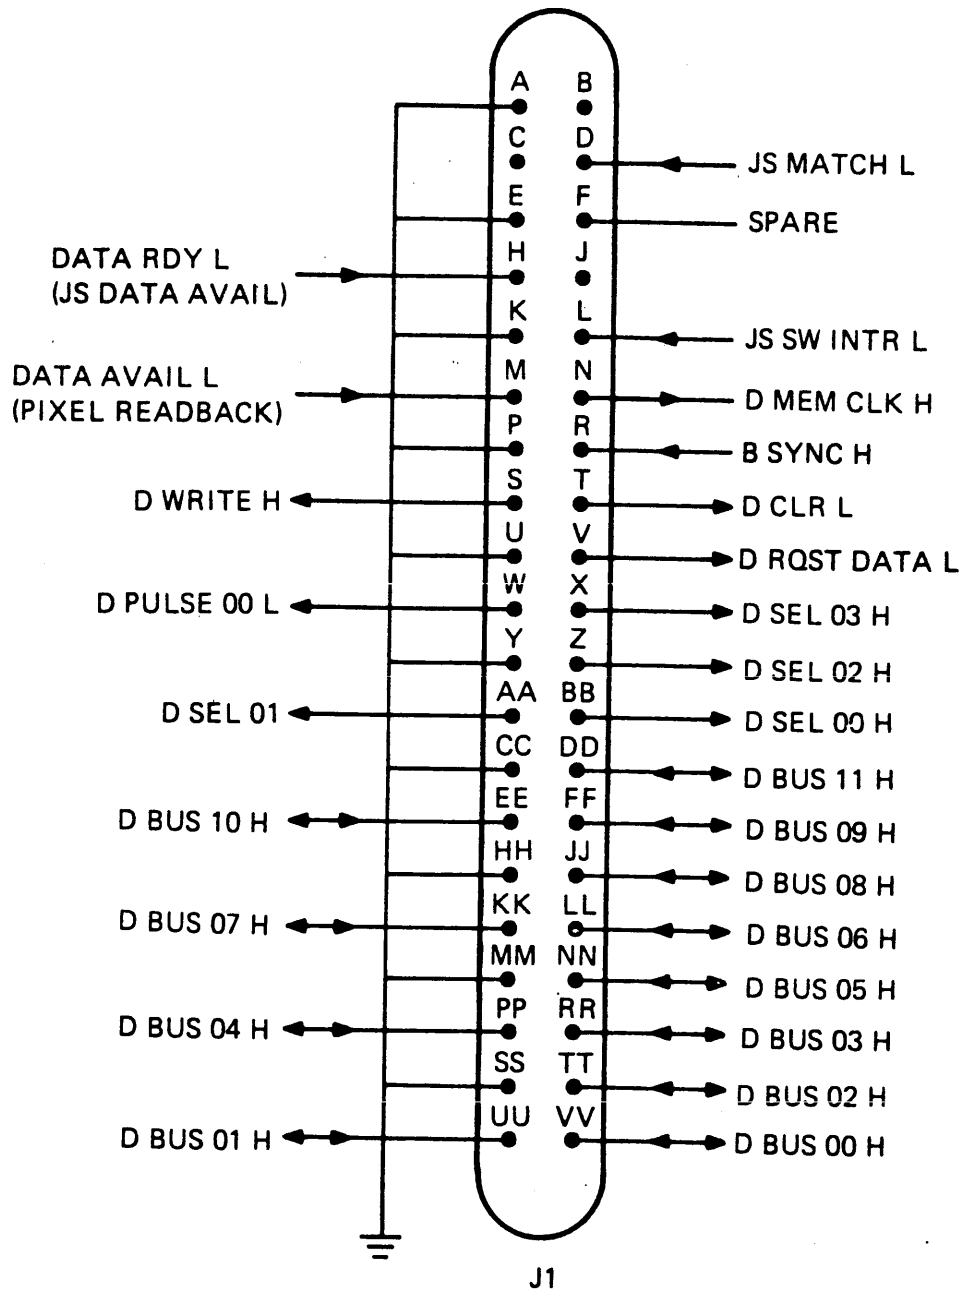 A B
C D
JS MATCH L
E F
SPARE
DATA RDY L
(JS DATA AVAIL)
H J
K L
JS SW INTR L
DATA AVAIL L
(PIXEL READBACK)
M N
D MEM CLK H
P R
B SYNC H
S T
D WRITE H
D CLR L
U V
D RQST DATA L
W X
D PULSE 00 L
D SEL 03 H
Y Z
D SEL 02 H
AA BB
D SEL 01
D SEL 00 H
CC DD
D BUS 11 H
EE FF
D BUS 10 H
D BUS 09 H
HH JJ
D BUS 08 H
KK LL
D BUS 07 H
D BUS 06 H
MM NN
D BUS 05 H
PP RR
D BUS 04 H
D BUS 03 H
SS TT
D BUS 02 H
UU VV
D BUS 01 H
D BUS 00 H
J1